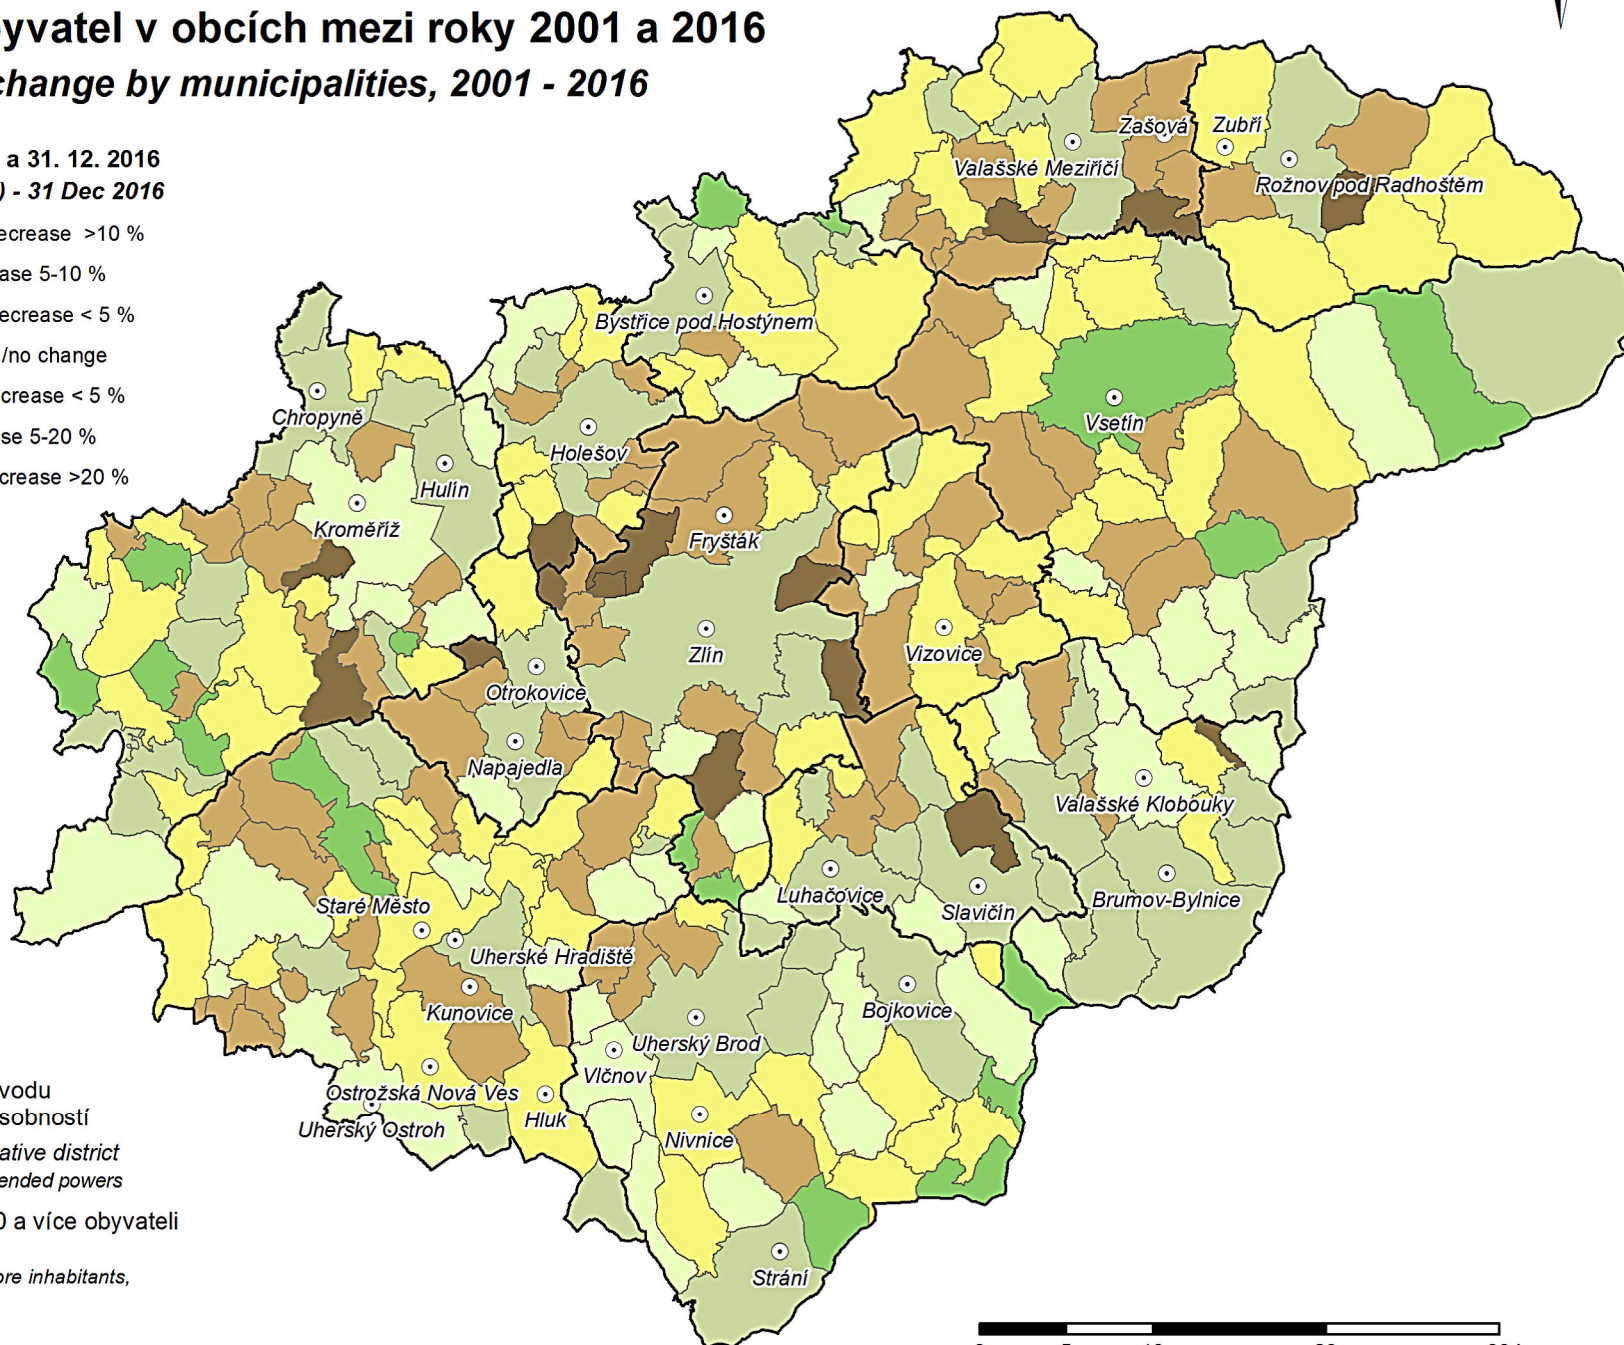 yvatel v obcích mezi roky 2001 a 2016
change by municipalities, 2001 - 2016
a 31. 12. 2016
) - 31 Dec 2016
ecrease >10 %
ase 5-10 %
ecrease < 5 %
/no change
crease < 5 %
se 5-20 %
crease >20 %
Zašová
Zubří
Valašské Meziříčí
Rožnov pod Radhoštěm
Bystřice pod Hostýnem
Chropyně
Vsetín
Holešov
Hulín
Kroměříž
Fryšták
Zlín
Vizovice
Otrokovice
Napajedla
Valašské Klobouky
Luhačovice
Brumov-Bylnice
Staré Město
Slavičín
Uherské Hradiště
Kunovice
Bojkovice
Uherský Brod
Vlčnov
Ostrožská Nová Ves
Hluk
Uherský Ostroh
Nivnice
Strání
vodu
sobností
ative district
ended powers
0 a více obyvateli
ore inhabitants,